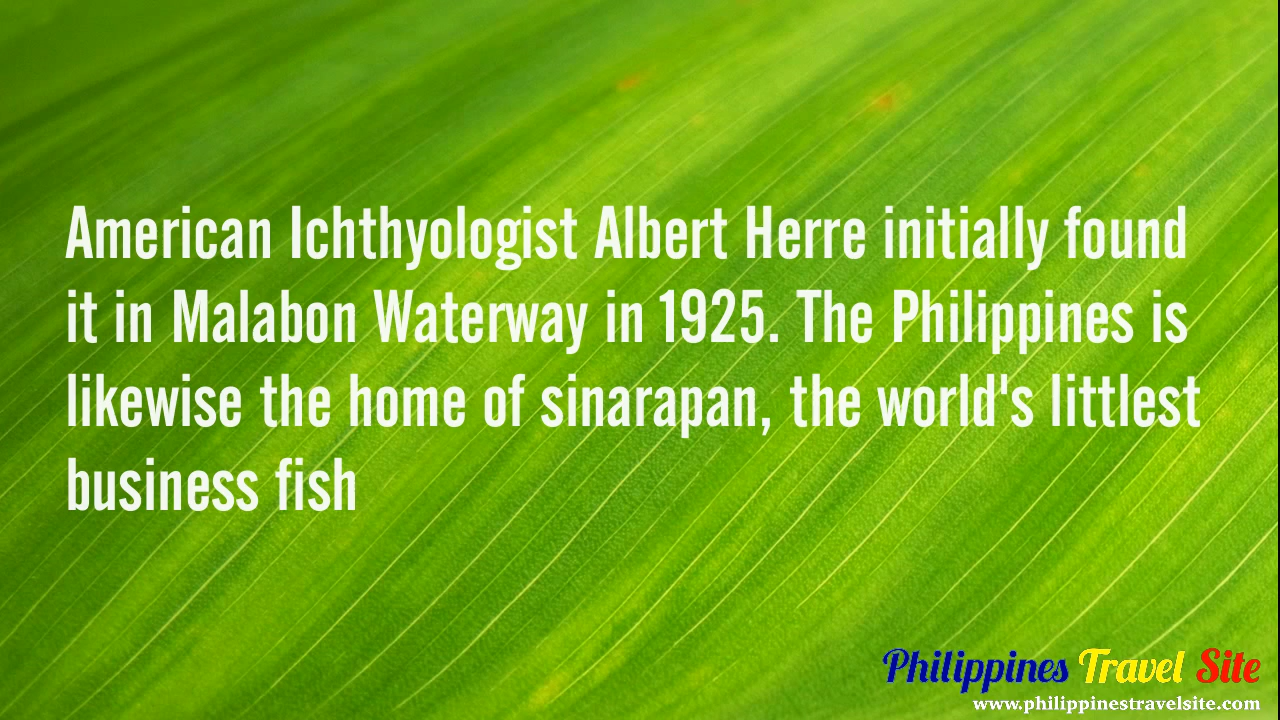 American Ichthyologist Albert Herre initially found
it in Malabon Waterway in 1925. The Philippines is
likewise the home of sinarapan, the world's littlest
business fish
Philippines Travel Site
www.philippinestravelsite.com